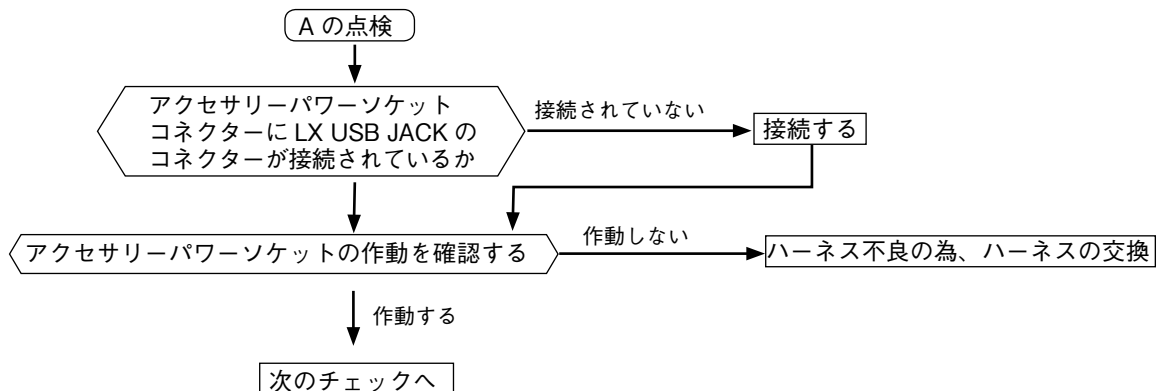 A の点検
アクセサリーパワーソケット
コネクターに LX USB JACK の
コネクターが接続されているか
接続されていない
接続する
アクセサリーパワーソケットの作動を確認する
作動しない
ハーネス不良の為、ハーネスの交換
作動する
次のチェックへ